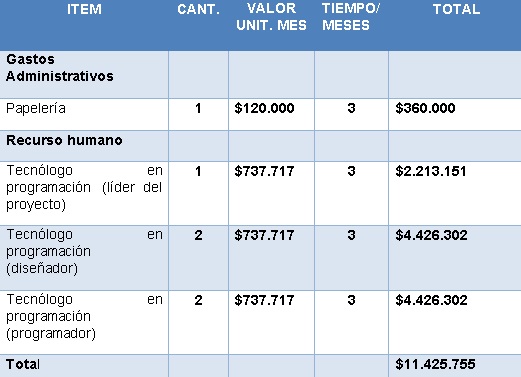 ITEM CANT. VALOR UNIT. MES TIEMPO/ MESES TOTAL
Gastos
Administrativos
Papelería 1 $120.000 3 $360.000
Recurso humano
Tecnólogo en 1 $737.717 3 $2.213.151
programación (líder del
proyecto)
Tecnólogo en 2 $737.717 3 $4.426.302
programación
(diseñador)
Tecnólogo en 2 $737.717 3 $4.426.302
programación
(programador)
Total $11.425.755